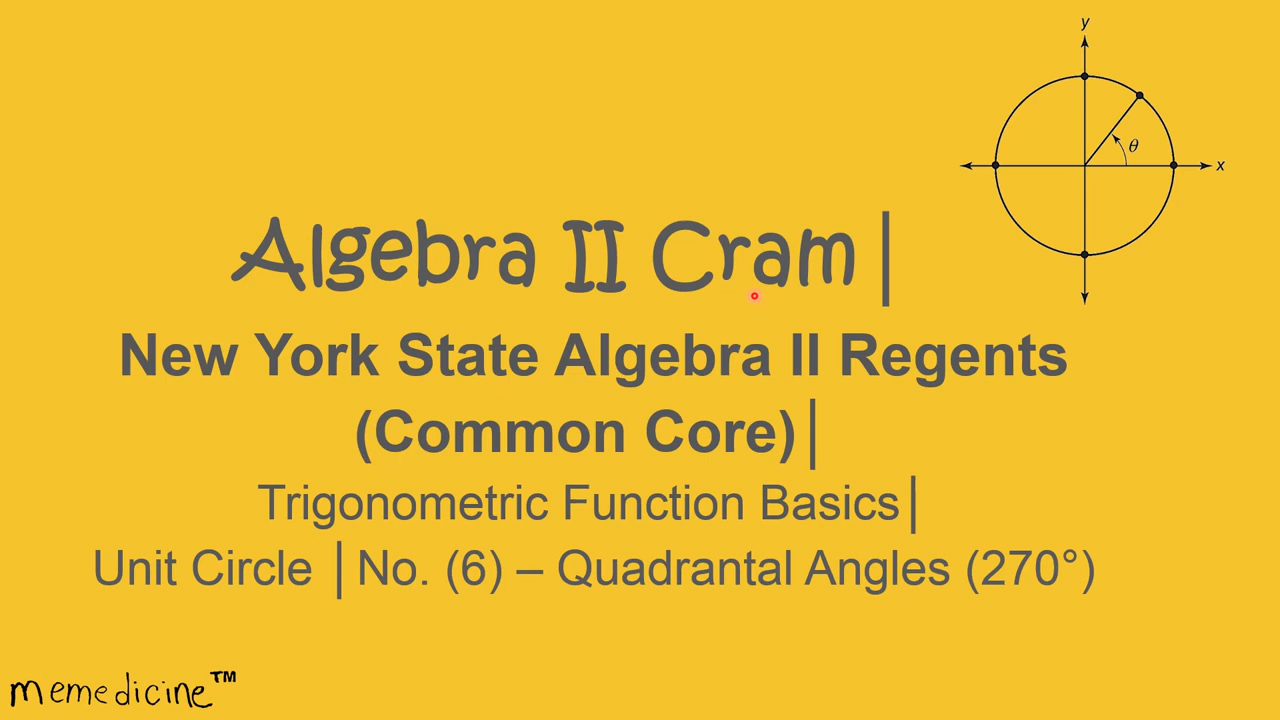 y
θ
x
Algebra II Cram│
New York State Algebra II Regents
(Common Core)│
Trigonometric Function Basics│
Unit Circle │No. (6) – Quadrantal Angles (270°)
memedicine™